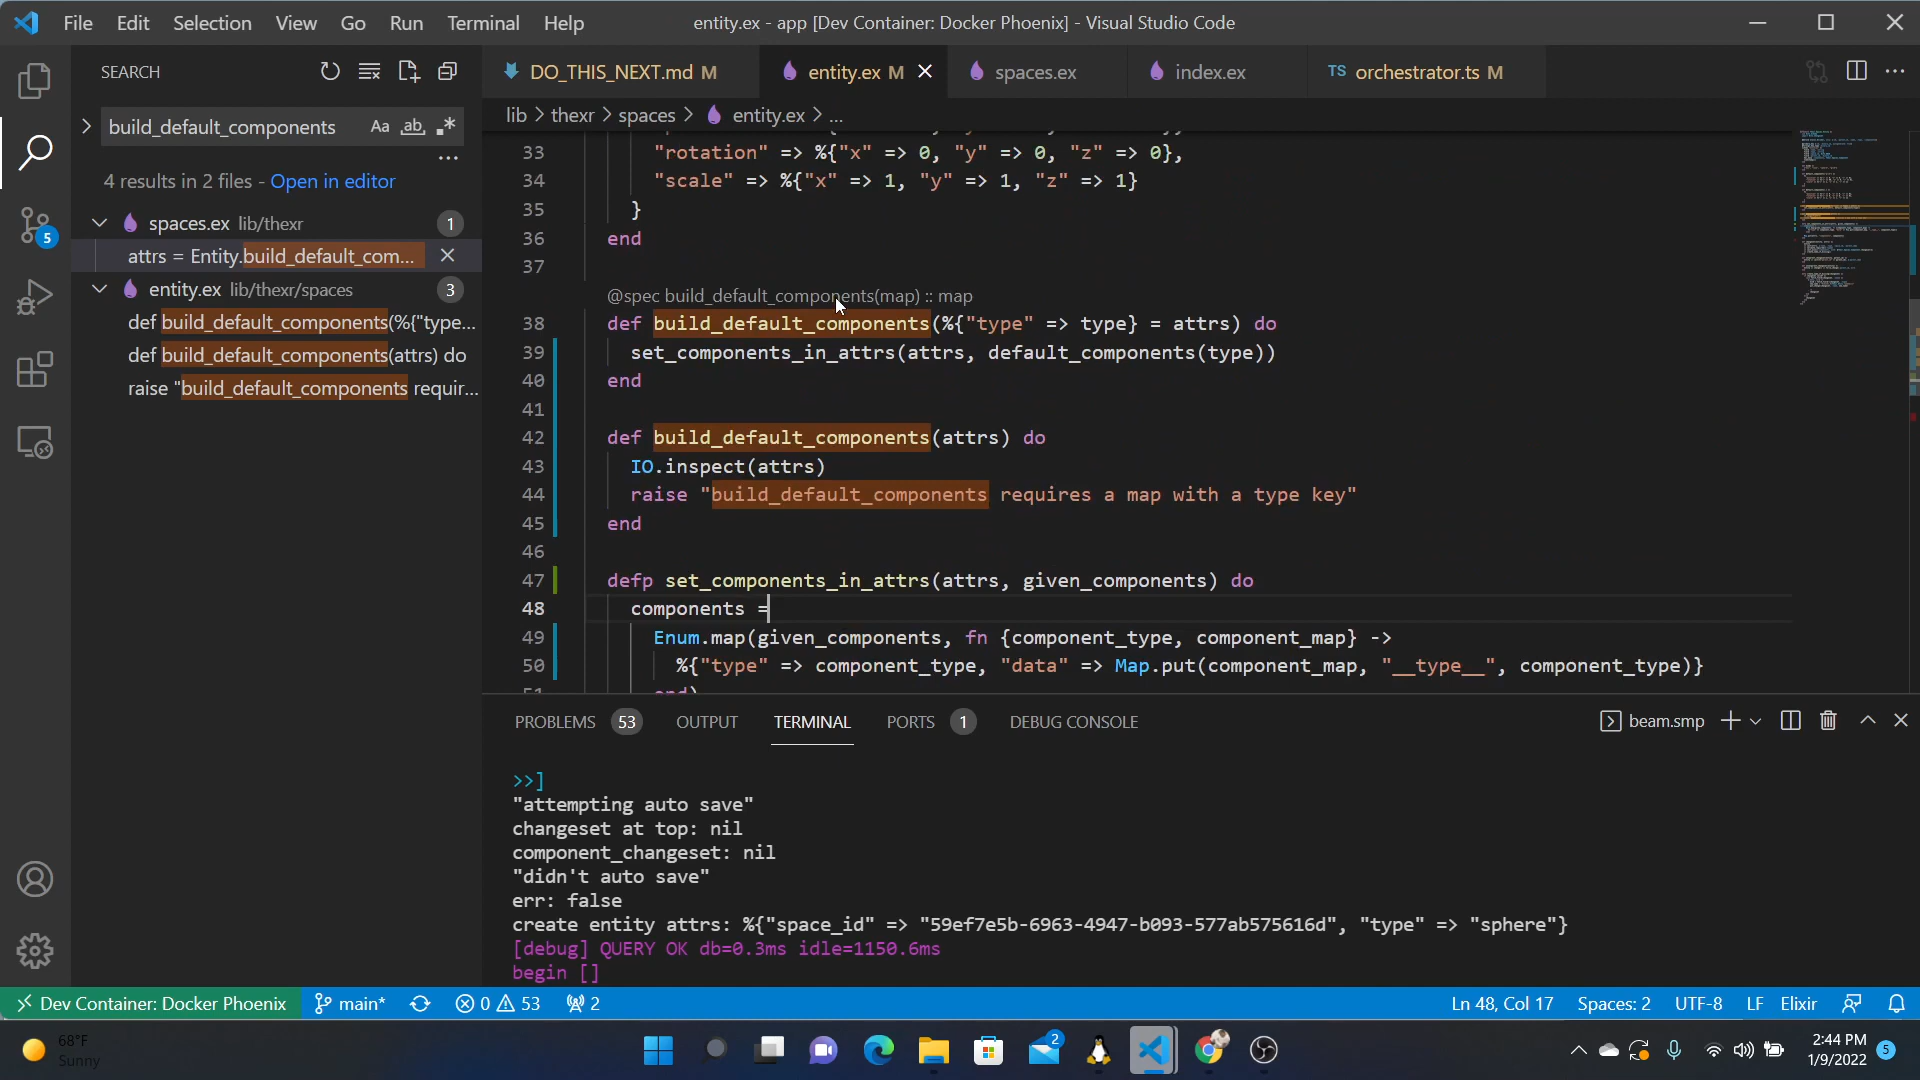 File Edit Selection View Go Run Terminal Help
entity.ex - app [Dev Container: Docker Phoenix] - Visual Studio Code
SEARCH
build_default_components
Aa ab
4 results in 2 files - Open in editor
spaces.ex lib/thexr 1
attrs = Entity.build_default_com...
entity.ex lib/thexr/spaces 3
def build_default_components(%{"type...
def build_default_components(attrs) do
raise "build_default_components requir...
5
DO_THIS_NEXT.md M
entity.ex M
spaces.ex
index.ex
TS orchestrator.ts M
lib > thexr > spaces > entity.ex > ...
33 "rotation" => %{"x" => 0, "y" => 0, "z" => 0},
34 "scale" => %{"x" => 1, "y" => 1, "z" => 1}
35 }
36 end
37
@spec build_default_components(map) :: map
38 def build_default_components(%{"type" => type} = attrs) do
39 set_components_in_attrs(attrs, default_components(type))
40 end
41
42 def build_default_components(attrs) do
43 IO.inspect(attrs)
44 raise "build_default_components requires a map with a type key"
45 end
46
47 defp set_components_in_attrs(attrs, given_components) do
48 components =
49 Enum.map(given_components, fn {component_type, component_map} ->
50 %{"type" => component_type, "data" => Map.put(component_map, "__type__", component_type)}
51 end)
PROBLEMS 53 OUTPUT TERMINAL PORTS 1 DEBUG CONSOLE
beam.smp
>>]
"attempting auto save"
changeset at top: nil
component_changeset: nil
"didn't auto save"
err: false
create entity attrs: %{"space_id" => "59ef7e5b-6963-4947-b093-577ab575616d", "type" => "sphere"}
[debug] QUERY OK db=0.3ms idle=1150.6ms
begin []
Dev Container: Docker Phoenix main* 0 53 2
Ln 48, Col 17 Spaces: 2 UTF-8 LF Elixir
68°F
Sunny
2
2:44 PM
1/9/2022
5